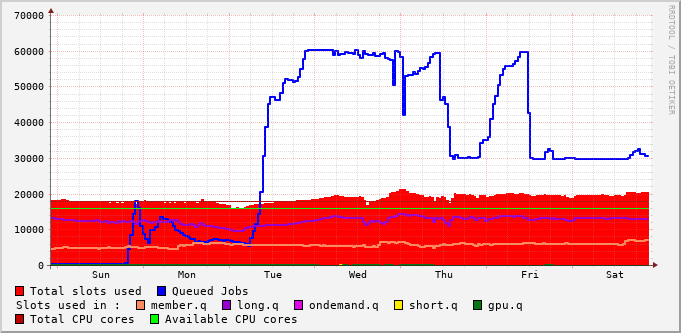 70000
60000
50000
40000
30000
20000
10000
0
Sun Mon Tue Wed Thu Fri Sat
RRDTOOL / TOBI OETIKER
Total slots used Queued Jobs
Slots used in : member.q long.q ondemand.q short.q gpu.q
Total CPU cores Available CPU cores